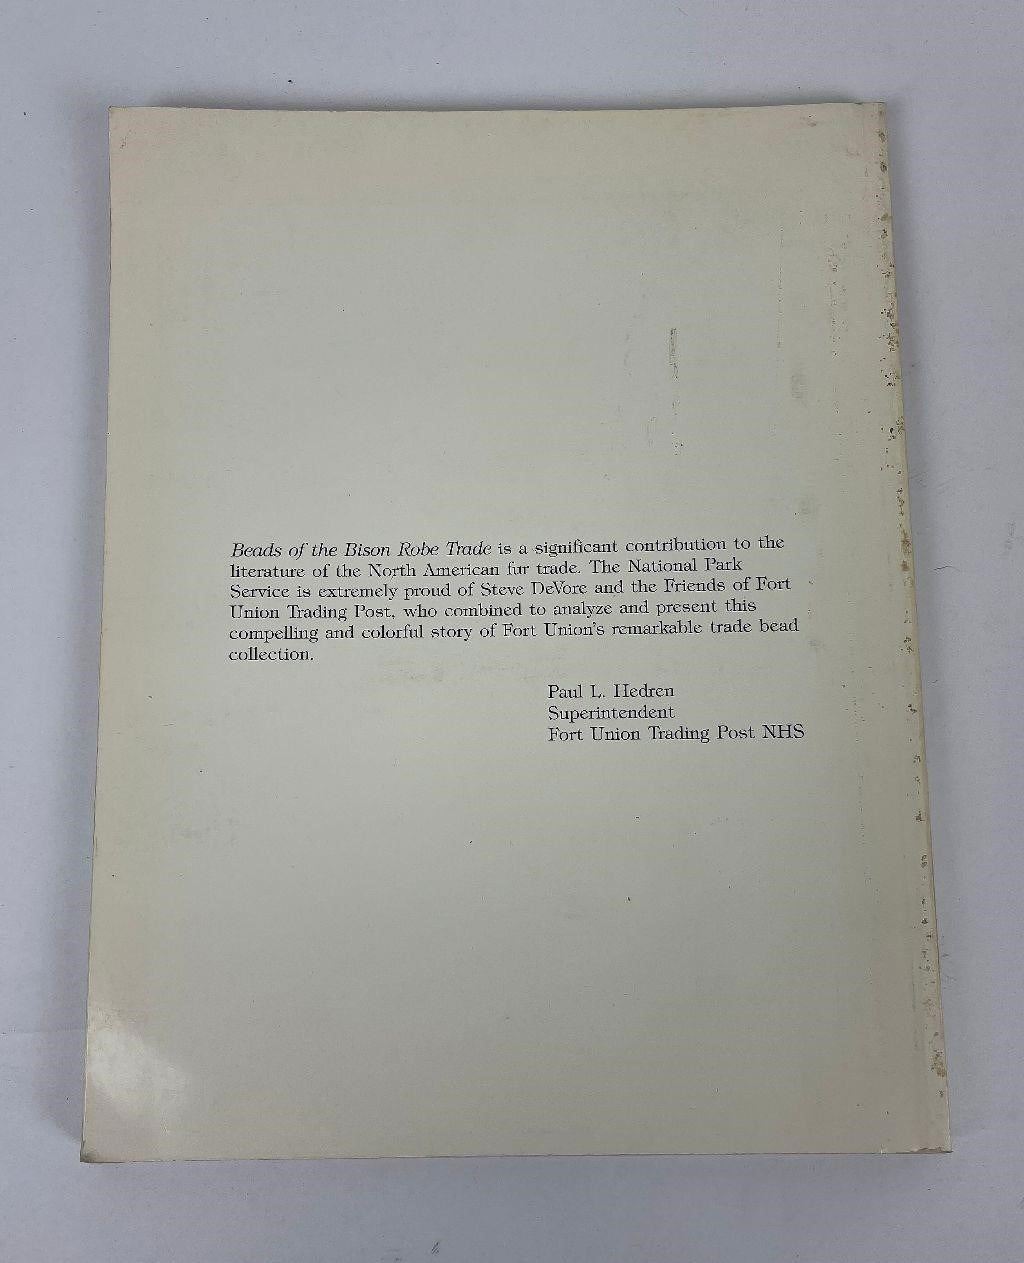 Beads of the Bison Robe Trade is a significant contribution to the
literature of the North American fur trade. The National Park
Service is extremely proud of Steve DeVore and the Friends of Fort
Union Trading Post, who combined to analyze and present this
compelling and colorful story of Fort Union's remarkable trade bead
collection.
Paul L. Hedren
Superintendent
Fort Union Trading Post NHS